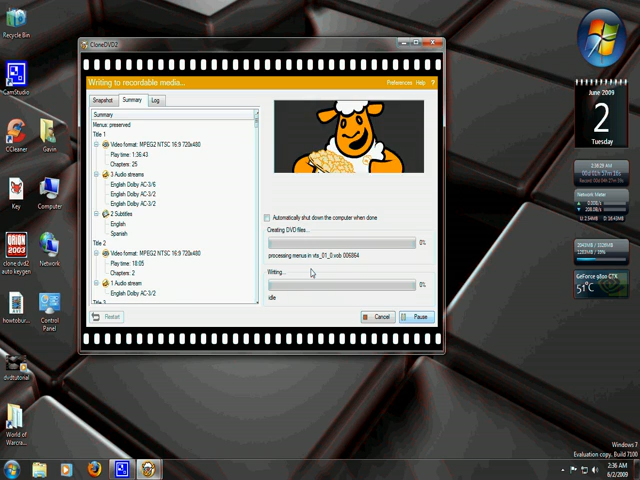 Recycle Bin
CamStudio
CCleaner
Gavin
Key
Computer
clone dvd2
auto keygen
Network
howtobur...
Control
Panel
dvdtutorial
World of
Warcra...
CloneDVD2
Writing to recordable media...
Preferences Help ?
Snapshot
Summary
Log
Summary
Menus, preserved
Title 1
Video format: MPEG2 NTSC 16:9 720x480
Play time: 1:36:43
Chapters: 25
3 Audio streams
English Dolby AC-3/6
English Dolby AC-3/2
English Dolby AC-3/2
2 Subtitles
English
Spanish
Title 2
Video format: MPEG2 NTSC 16:9 720x480
Play time: 18:05
Chapters: 2
1 Audio stream
English Dolby AC-3/2
Title 3
Automatically shut down the computer when done
Creating DVD files...
0%
processing menus in vts_01_0.vob 006864
Writing...
0%
idle
Restart
Cancel
Pause
June 2009
2
Tuesday
Network Meter
GeForce 9800 GTX
51°C
Windows 7
Evaluation copy. Build 7100
2:36 AM
6/2/2009